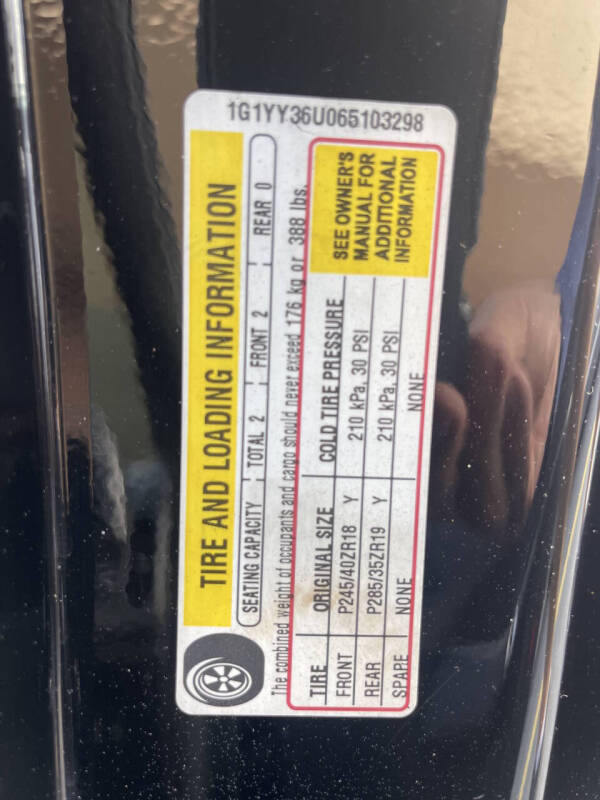 1G1YY36U065103298
TIRE AND LOADING INFORMATION
SEATING CAPACITY TOTAL 2 FRONT 2 REAR 0
The combined weight of occupants and cargo should never exceed 176 kg or 388 lbs.
TIRE ORIGINAL SIZE COLD TIRE PRESSURE
FRONT P245/40ZR18 Y 210 kPa, 30 PSI
REAR P285/35ZR19 Y 210 kPa, 30 PSI
SPARE NONE NONE
SEE OWNER'S
MANUAL FOR
ADDITIONAL
INFORMATION